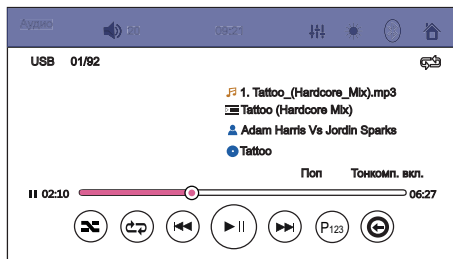 Аудио 20 09:21
USB 01/92
1. Tattoo_(Hardcore_Mix).mp3
Tattoo (Hardcore Mix)
Adam Harris Vs Jordin Sparks
Tattoo
Поп Тонкомп. вкл.
02:10 06:27
P123